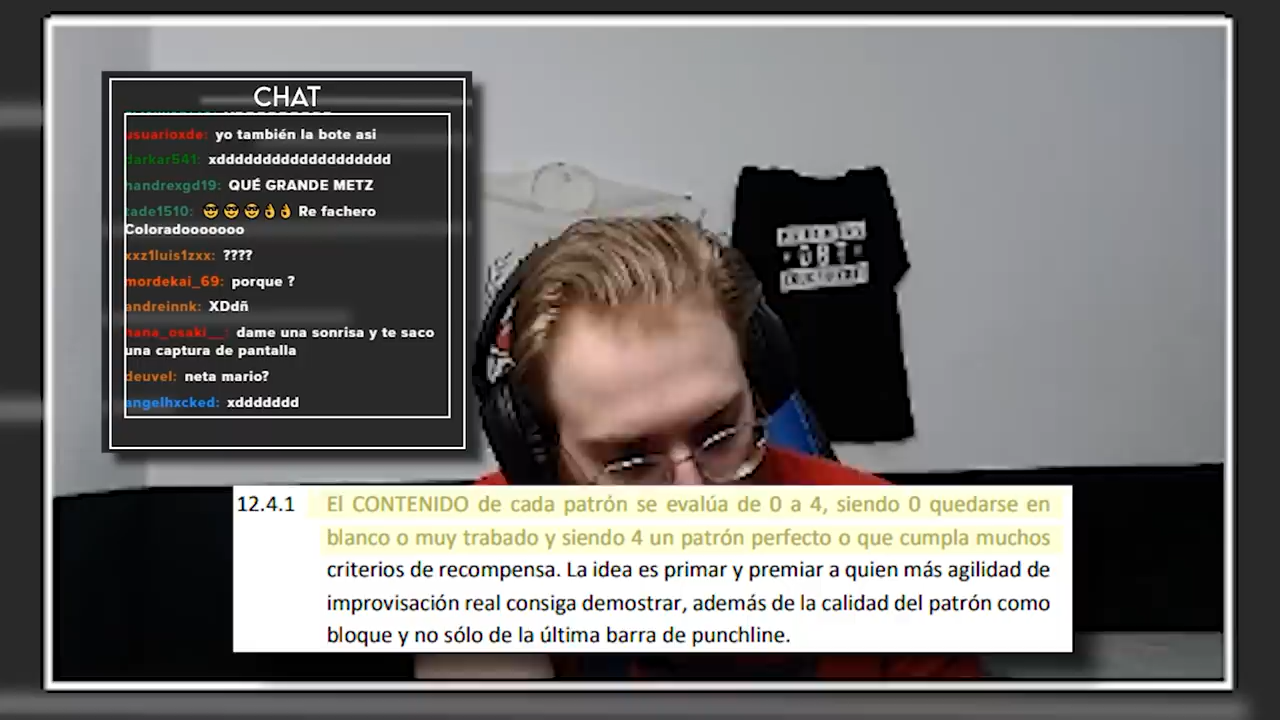 CHAT
usuarioxde: yo también la bote asi
darkar541: xddddddddddddddddddd
handrexgd19: QUÉ GRANDE METZ
tade1510: 😎😎😎👌👌 Re fachero
Coloradooooooo
xxz1luis1zxx: ????
mordekai_69: porque ?
andreinnk: XDdñ
nana_osaki__: dame una sonrisa y te saco
una captura de pantalla
deuvel: neta mario?
angelhxcked: xddddddd
12.4.1 El CONTENIDO de cada patrón se evalúa de 0 a 4, siendo 0 quedarse en
blanco o muy trabado y siendo 4 un patrón perfecto o que cumpla muchos
criterios de recompensa. La idea es primar y premiar a quien más agilidad de
improvisación real consiga demostrar, además de la calidad del patrón como
bloque y no sólo de la última barra de punchline.